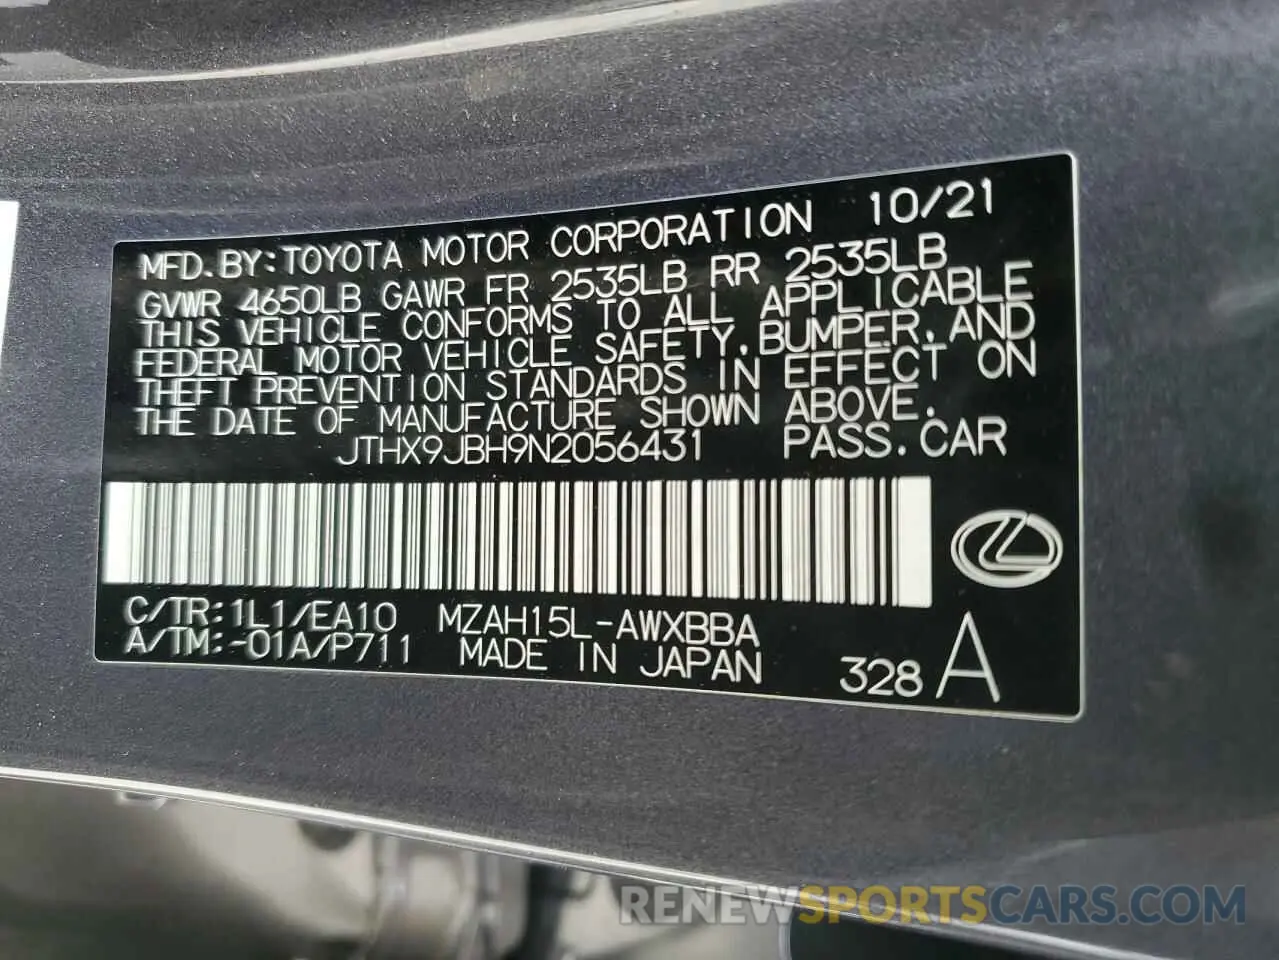 MFD.BY:TOYOTA MOTOR CORPORATION 10/21
GVWR 4650LB GAWR FR 2535LB RR 2535LB
THIS VEHICLE CONFORMS TO ALL APPLICABLE
FEDERAL MOTOR VEHICLE SAFETY,BUMPER,AND
THEFT PREVENTION STANDARDS IN EFFECT ON
THE DATE OF MANUFACTURE SHOWN ABOVE.
JTHX9JBH9N2056431 PASS.CAR
C/TR:1L1/EA10 MZAH15L-AWXBBA
A/TM:-01A/P711 MADE IN JAPAN 328 A
RENEWSPORTSCARS.COM